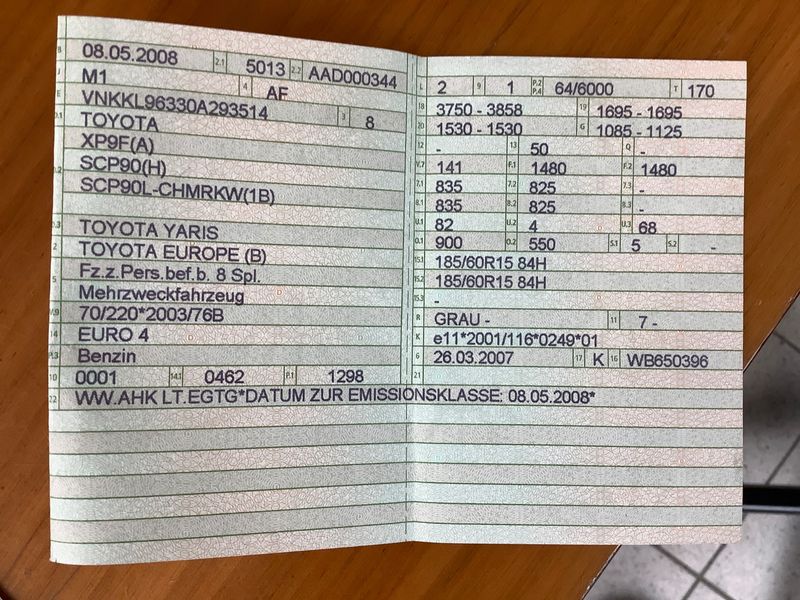 B 08.05.2008 2.1 5013 2.2 AAD000344
J M1 4 AF
E VNKKL96330A293514 3 8
TOYOTA
XP9F(A)
SCP90(H)
SCP90L-CHMRKW(1B)
TOYOTA YARIS
2 TOYOTA EUROPE (B)
5 Fz.z.Pers.bef.b. 8 Spl.
Mehrzweckfahrzeug
V.9 70/220*2003/76B
14 EURO 4
P.3 Benzin
10 0001 14.1 0462 P.1 1298
22 WW.AHK LT.EGTG*DATUM ZUR EMISSIONSKLASSE: 08.05.2008*
L 2 9 1 P.2 P.4 64/6000 T 170
18 3750 - 3858 19 1695 - 1695
20 1530 - 1530 G 1085 - 1125
12 - 13 50 Q -
V.7 141 F.1 1480 F.2 1480
7.1 835 7.2 825 7.3 -
8.1 835 8.2 825 8.3 -
U.1 82 U.2 4 U.3 68
O.1 900 O.2 550 S.1 5 S.2 -
15.1 185/60R15 84H
15.2 185/60R15 84H
15.3 -
R GRAU - 11 7 -
K e11*2001/116*0249*01
6 26.03.2007 17 K 16 WB650396
21